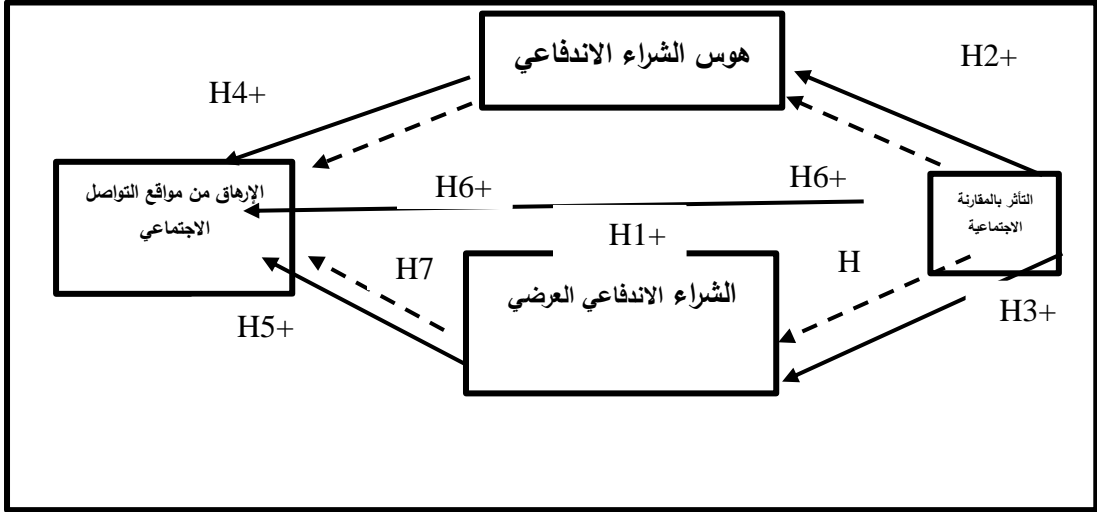 هوس الشراء الاندفاعي
H2+
H4+
الإرهاق من مواقع التواصل
الاجتماعي
H6+
H6+
التأثر بالمقارنة
الاجتماعية
H1+
H7
H
الشراء الاندفاعي العرضي
H5+
H3+